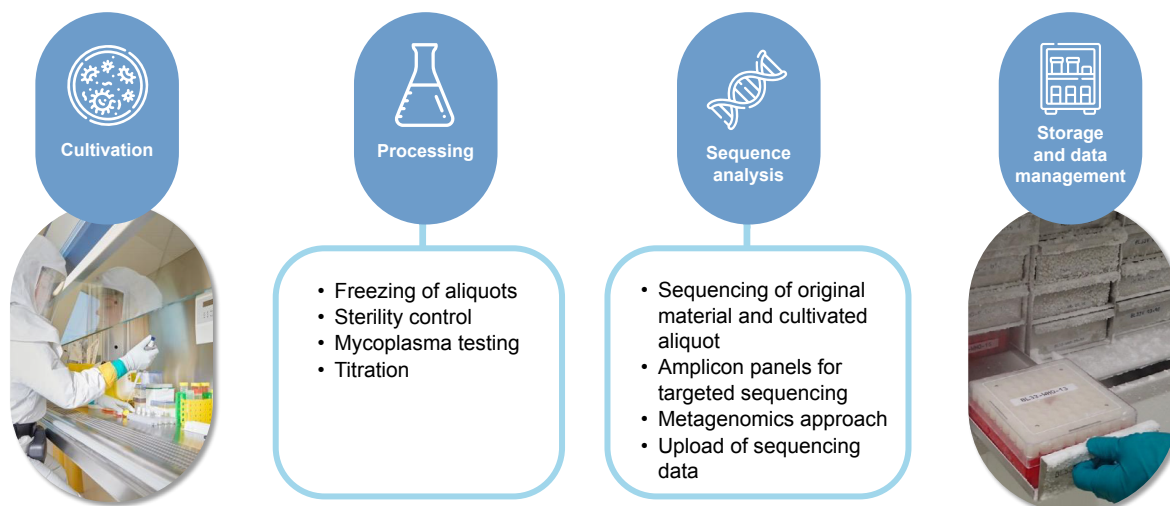 Cultivation
Processing
Sequence
analysis
Storage
and data
management
• Freezing of aliquots
• Sterility control
• Mycoplasma testing
• Titration
• Sequencing of original
material and cultivated
aliquot
• Amplicon panels for
targeted sequencing
• Metagenomics approach
• Upload of sequencing
data